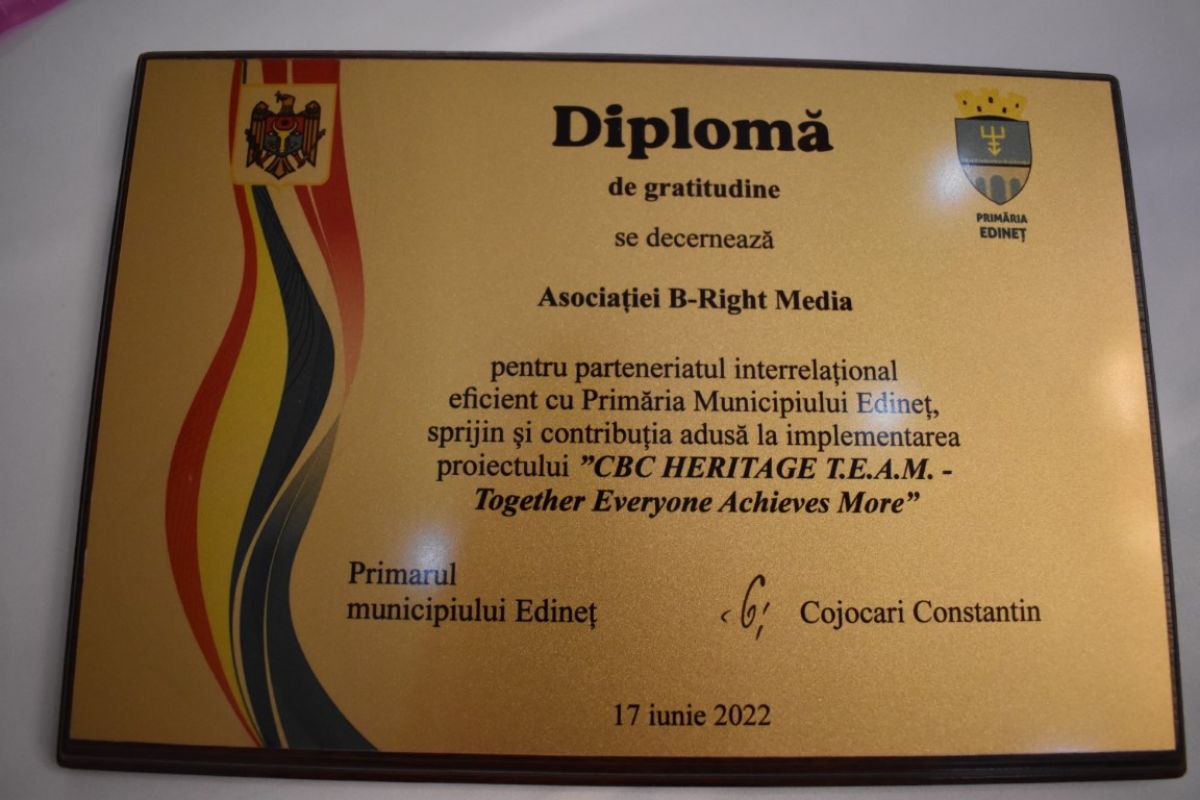 Diplomă
de gratitudine
PRIMĂRIA
EDINEȚ
se decernează
Asociației B-Right Media
pentru parteneriatul interrelațional
eficient cu Primăria Municipiului Edineț,
sprijin și contribuția adusă la implementarea
proiectului ”CBC HERITAGE T.E.A.M. -
Together Everyone Achieves More”
Primarul
municipiului Edineț
Cojocari Constantin
17 iunie 2022